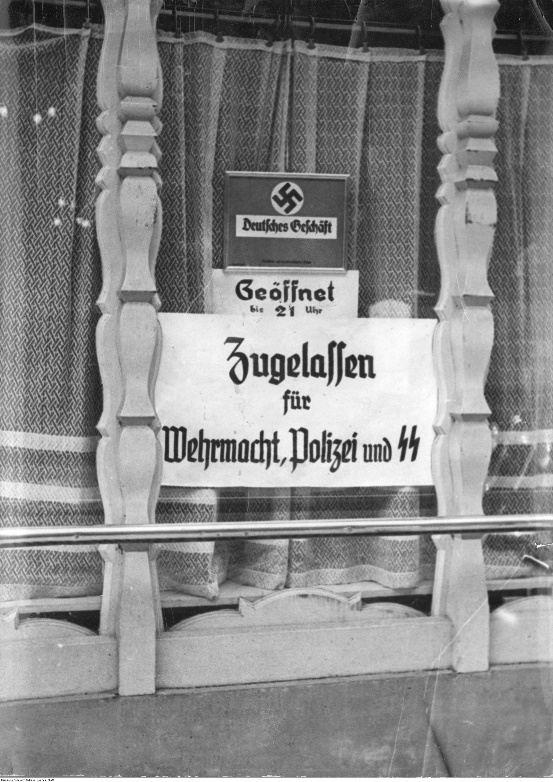 Deutsches Geschäft
Geöffnet
bis 21 Uhr
Zugelassen
für
Wehrmacht, Polizei und SS